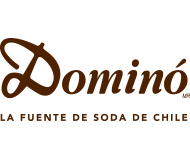 Dominó
MR
LA FUENTE DE SODA DE CHILE